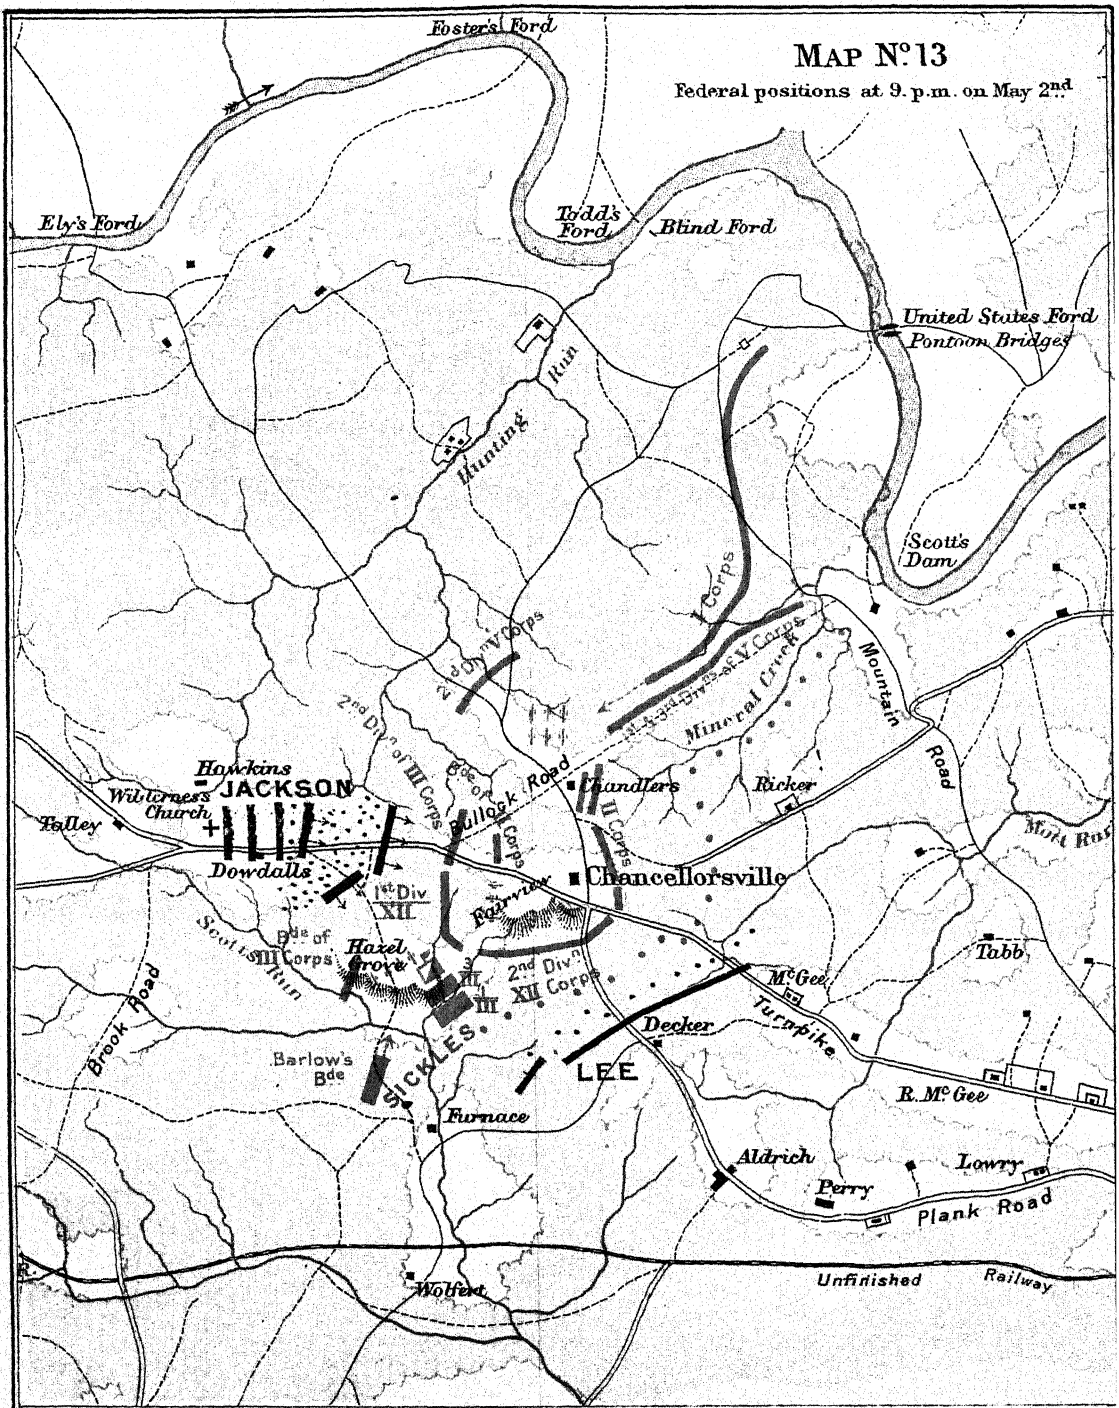 Foster's Ford
MAP No. 13
Federal positions at 9. p.m. on May 2nd
Ely's Ford
Todd's
Ford
Blind Ford
United States Ford
Pontoon Bridges
Hunting Run
Scott's
Dam
V Corps
2nd Divn V Corps
1st & 3rd Divns of V Corps
Mineral Creek
Mountain Road
2nd Divn of III Corps
Bde of
Corps
Bullock Road
Chandlers
II Corps
Ricker
Mott Run
Hawkins
JACKSON
Wilderness
Church
Talley
Dowdalls
1st Div
XII
Chancellorsville
Fairview
Scotts Run
Bde of
III Corps
Hazel
Grove
III
III
2nd Divn
XII Corps
Tabb
McGee
Turnpike
Brook Road
Barlow's
Bde
SICKLES
Decker
LEE
R. McGee
Furnace
Aldrich
Lowry
Perry
Plank Road
Wolfert
Unfinished Railway